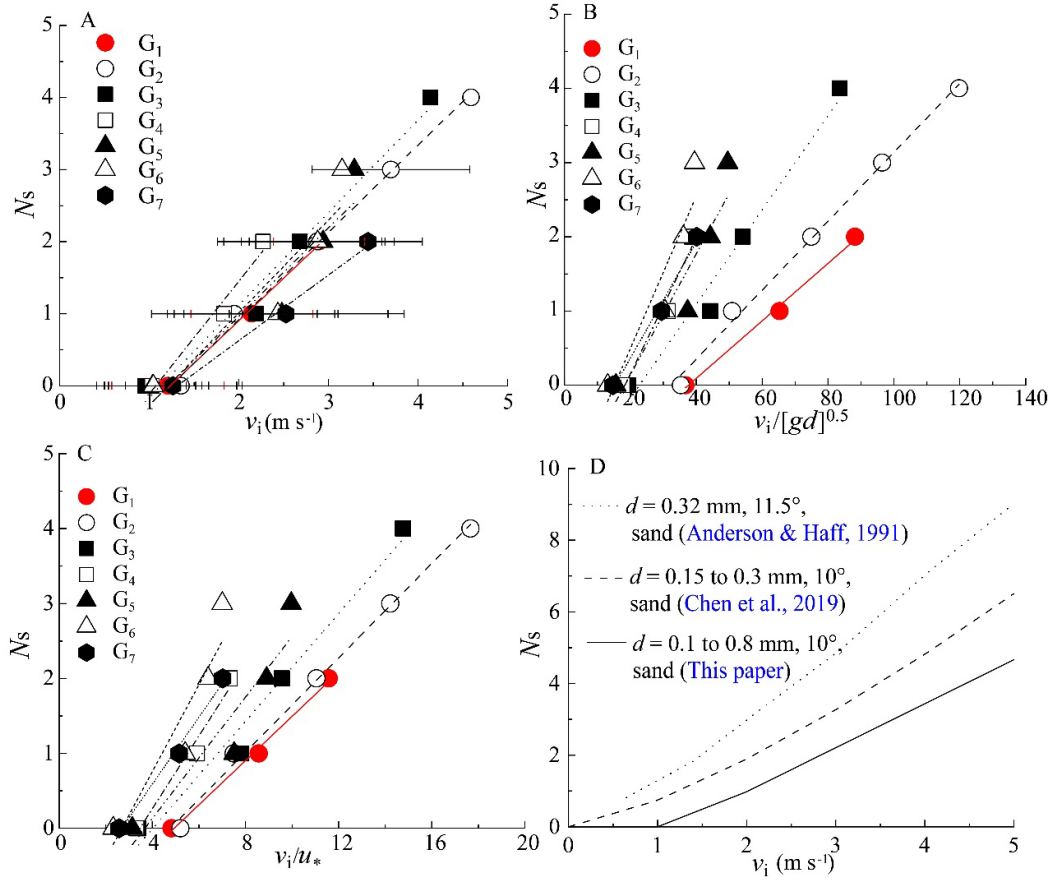 A
G1
G2
G3
G4
G5
G6
G7
5
4
3
2
1
0
Ns
0 1 2 3 4 5
vi (m s-1)
B
G1
G2
G3
G4
G5
G6
G7
5
4
3
2
1
0
Ns
20 40 60 80 100 120 140
vi/[gd]0.5
C
G1
G2
G3
G4
G5
G6
G7
5
4
3
2
1
0
Ns
0 4 8 12 16 20
vi/u*
D
d = 0.32 mm, 11.5°,
sand (Anderson & Haff, 1991)
d = 0.15 to 0.3 mm, 10°,
sand (Chen et al., 2019)
d = 0.1 to 0.8 mm, 10°,
sand (This paper)
10
8
6
4
2
0
Ns
0 1 2 3 4 5
vi (m s-1)